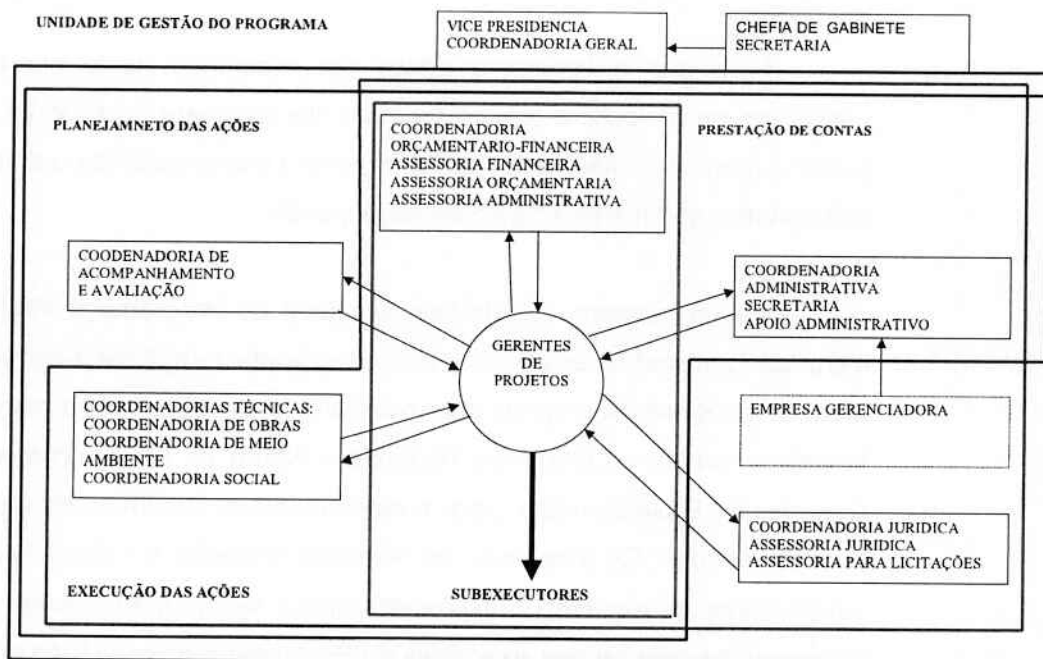 UNIDADE DE GESTÃO DO PROGRAMA
VICE PRESIDENCIA
COORDENADORIA GERAL
CHEFIA DE GABINETE
SECRETARIA
PLANEJAMNETO DAS AÇÕES
COORDENADORIA
ORÇAMENTARIO-FINANCEIRA
ASSESSORIA FINANCEIRA
ASSESSORIA ORÇAMENTARIA
ASSESSORIA ADMINISTRATIVA
PRESTAÇÃO DE CONTAS
COODENADORIA DE
ACOMPANHAMENTO
E AVALIAÇÃO
COORDENADORIA
ADMINISTRATIVA
SECRETARIA
APOIO ADMINISTRATIVO
GERENTES
DE
PROJETOS
COORDENADORIAS TÉCNICAS:
COORDENADORIA DE OBRAS
COORDENADORIA DE MEIO
AMBIENTE
COORDENADORIA SOCIAL
EMPRESA GERENCIADORA
COORDENADORIA JURIDICA
ASSESSORIA JURIDICA
ASSESSORIA PARA LICITAÇÕES
EXECUÇÃO DAS AÇÕES
SUBEXECUTORES